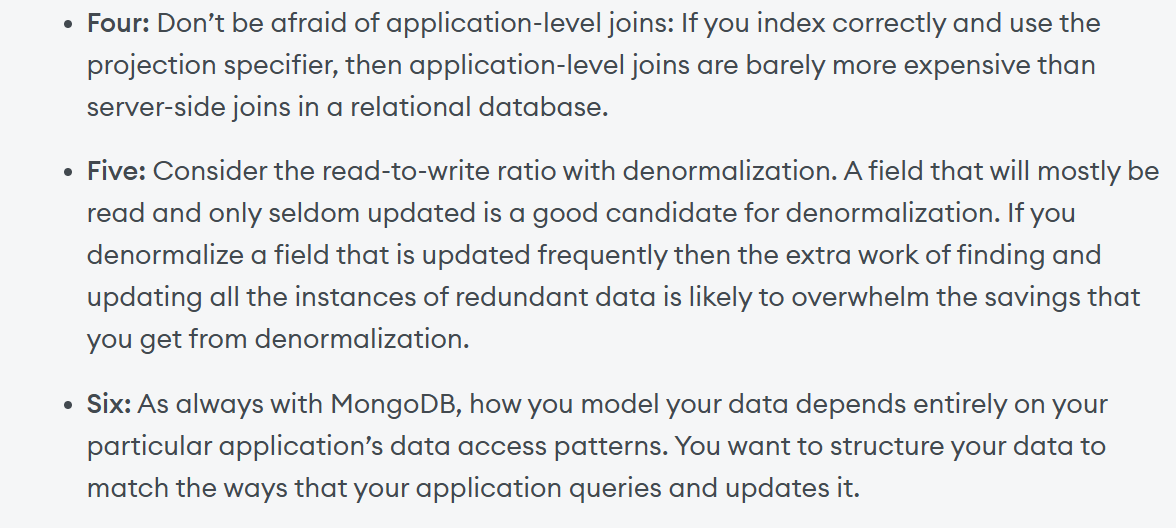 • Four: Don’t be afraid of application-level joins: If you index correctly and use the
projection specifier, then application-level joins are barely more expensive than
server-side joins in a relational database.
• Five: Consider the read-to-write ratio with denormalization. A field that will mostly be
read and only seldom updated is a good candidate for denormalization. If you
denormalize a field that is updated frequently then the extra work of finding and
updating all the instances of redundant data is likely to overwhelm the savings that
you get from denormalization.
• Six: As always with MongoDB, how you model your data depends entirely on your
particular application’s data access patterns. You want to structure your data to
match the ways that your application queries and updates it.